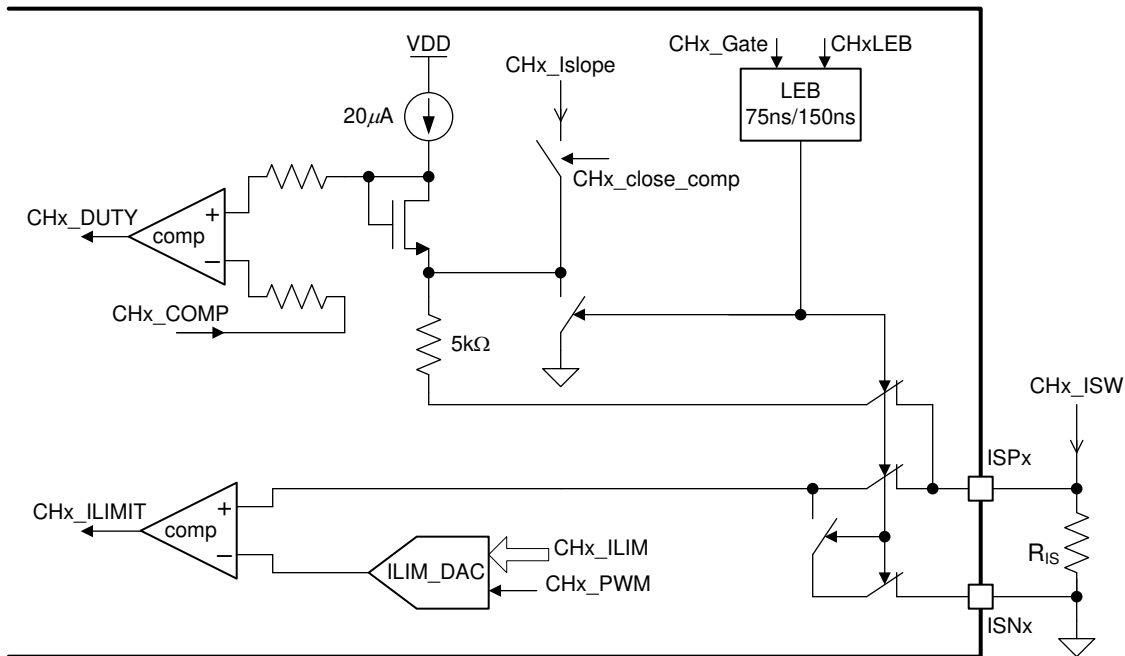 VDD
CHx_Gate
CHxLEB
CHx_Islope
LEB
75ns/150ns
20μA
CHx_close_comp
CHx_DUTY
+
comp
−
CHx_COMP
5kΩ
CHx_ISW
ISPx
CHx_ILIMIT
+
comp
−
CHx_ILIM
ILIM_DAC
CHx_PWM
RIS
ISNx